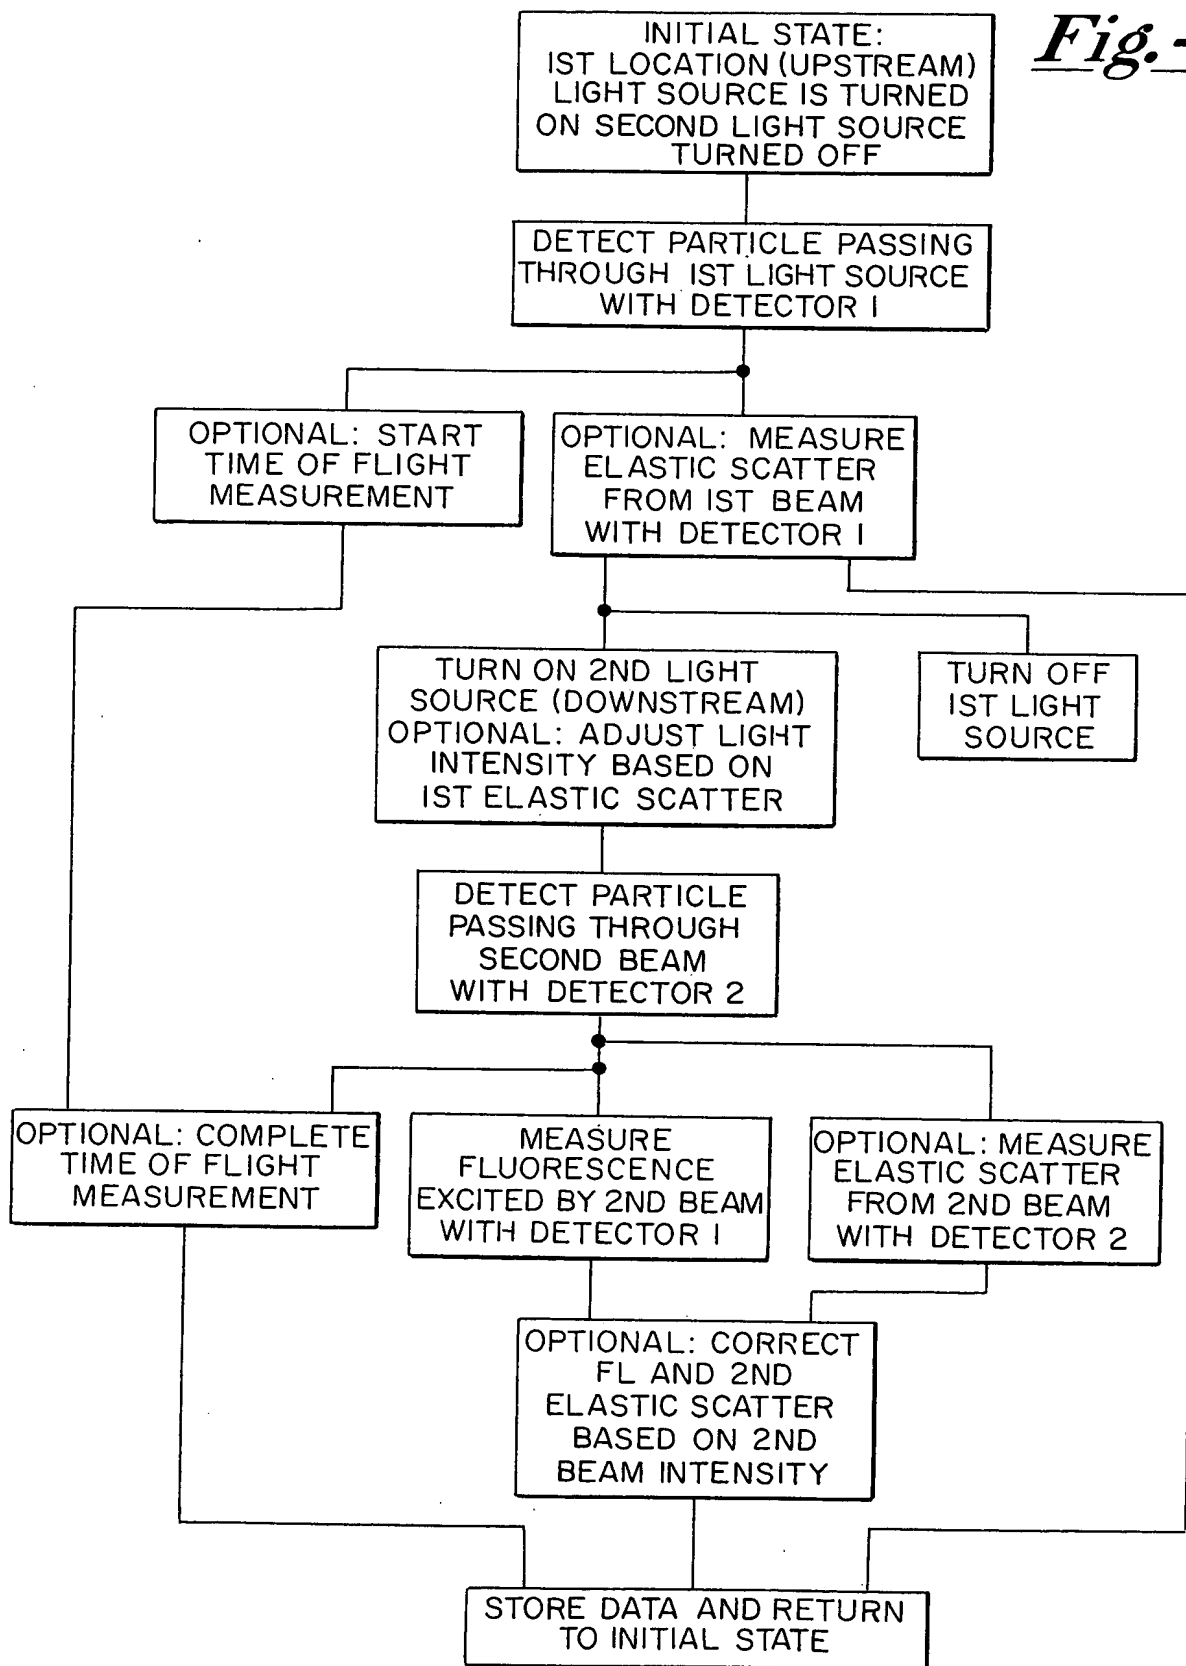 Fig.-
INITIAL STATE:
IST LOCATION (UPSTREAM)
LIGHT SOURCE IS TURNED
ON SECOND LIGHT SOURCE
TURNED OFF
DETECT PARTICLE PASSING
THROUGH IST LIGHT SOURCE
WITH DETECTOR I
OPTIONAL: START
TIME OF FLIGHT
MEASUREMENT
OPTIONAL: MEASURE
ELASTIC SCATTER
FROM IST BEAM
WITH DETECTOR I
TURN ON 2ND LIGHT
SOURCE (DOWNSTREAM)
OPTIONAL: ADJUST LIGHT
INTENSITY BASED ON
IST ELASTIC SCATTER
TURN OFF
IST LIGHT
SOURCE
DETECT PARTICLE
PASSING THROUGH
SECOND BEAM
WITH DETECTOR 2
OPTIONAL: COMPLETE
TIME OF FLIGHT
MEASUREMENT
MEASURE
FLUORESCENCE
EXCITED BY 2ND BEAM
WITH DETECTOR I
OPTIONAL: MEASURE
ELASTIC SCATTER
FROM 2ND BEAM
WITH DETECTOR 2
OPTIONAL: CORRECT
FL AND 2ND
ELASTIC SCATTER
BASED ON 2ND
BEAM INTENSITY
STORE DATA AND RETURN
TO INITIAL STATE